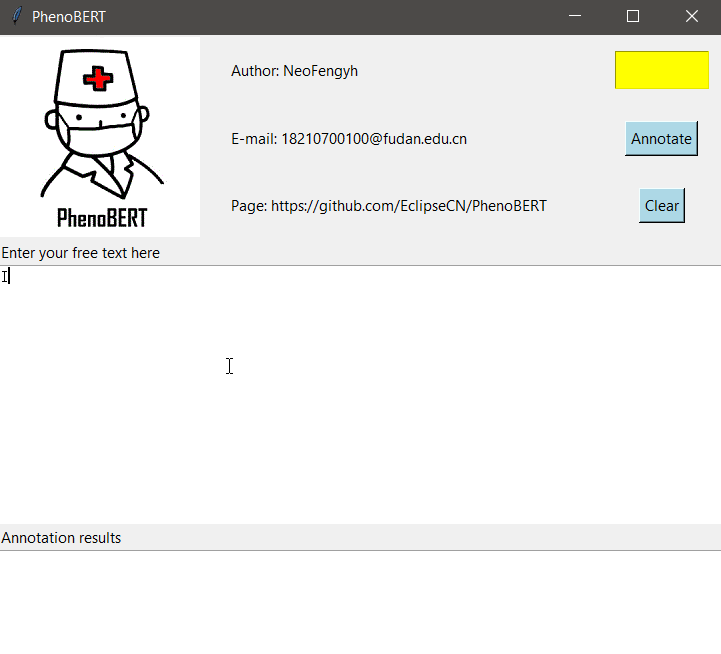 PhenoBERT
Author: NeoFengyh
E-mail: 18210700100@fudan.edu.cn
Annotate
Page: https://github.com/EclipseCN/PhenoBERT
Clear
PhenoBERT
Enter your free text here
Annotation results